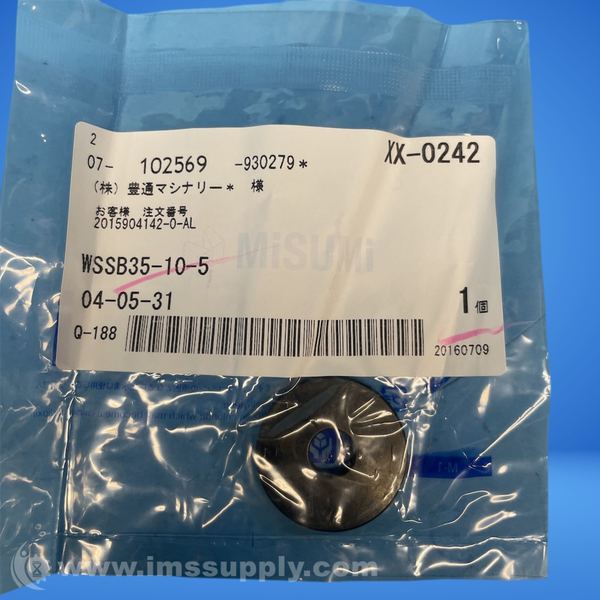 2
07- 102569 -930279* XX-0242
(株) 豊通マシナリー* 様
お客様 注文番号
2015904142-0-AL
MiSUMi
WSSB35-10-5
04-05-31
1個
Q-188
20160709
M-1
www.imssupply.com